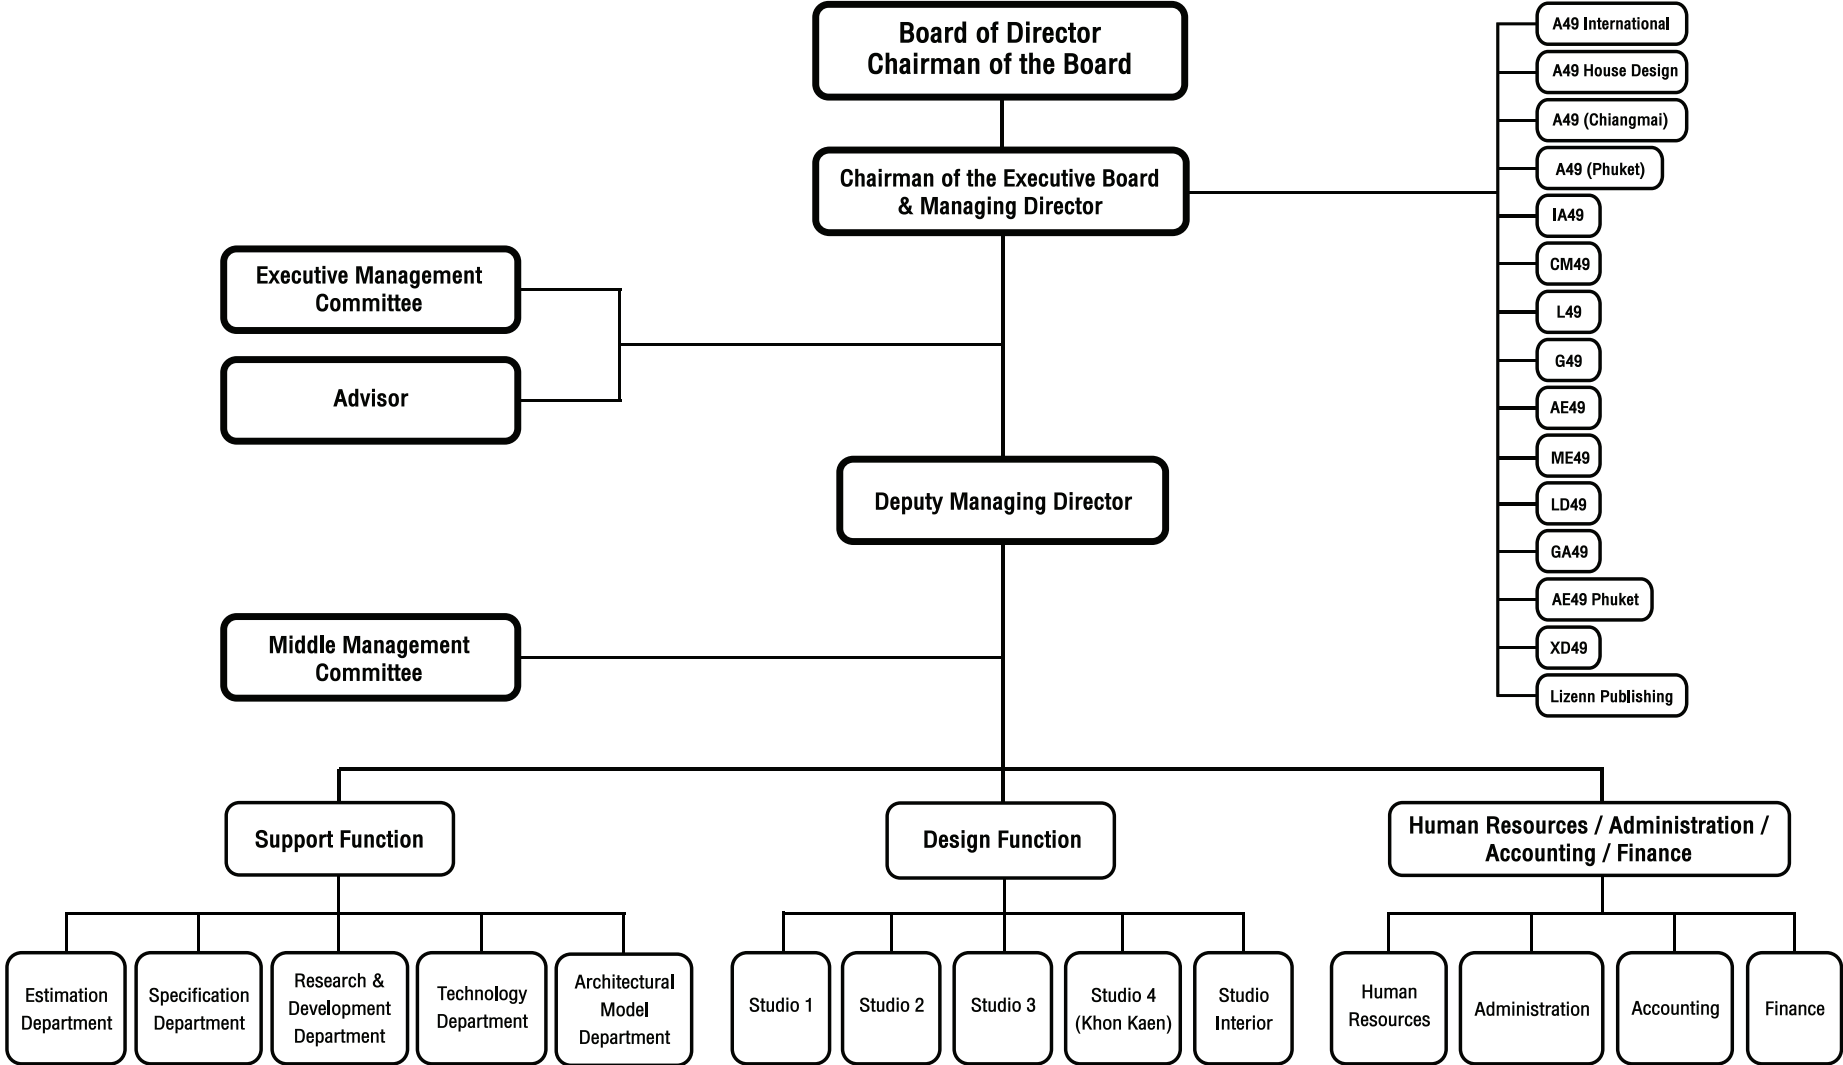 Board of Director
Chairman of the Board
Chairman of the Executive Board
& Managing Director
A49 International
A49 House Design
A49 (Chiangmai)
A49 (Phuket)
IA49
CM49
L49
G49
AE49
ME49
LD49
GA49
AE49 Phuket
XD49
Lizenn Publishing
Executive Management
Committee
Advisor
Deputy Managing Director
Middle Management
Committee
Support Function
Design Function
Human Resources / Administration /
Accounting / Finance
Estimation
Department
Specification
Department
Research &
Development
Department
Technology
Department
Architectural
Model
Department
Studio 1
Studio 2
Studio 3
Studio 4
(Khon Kaen)
Studio
Interior
Human
Resources
Administration
Accounting
Finance